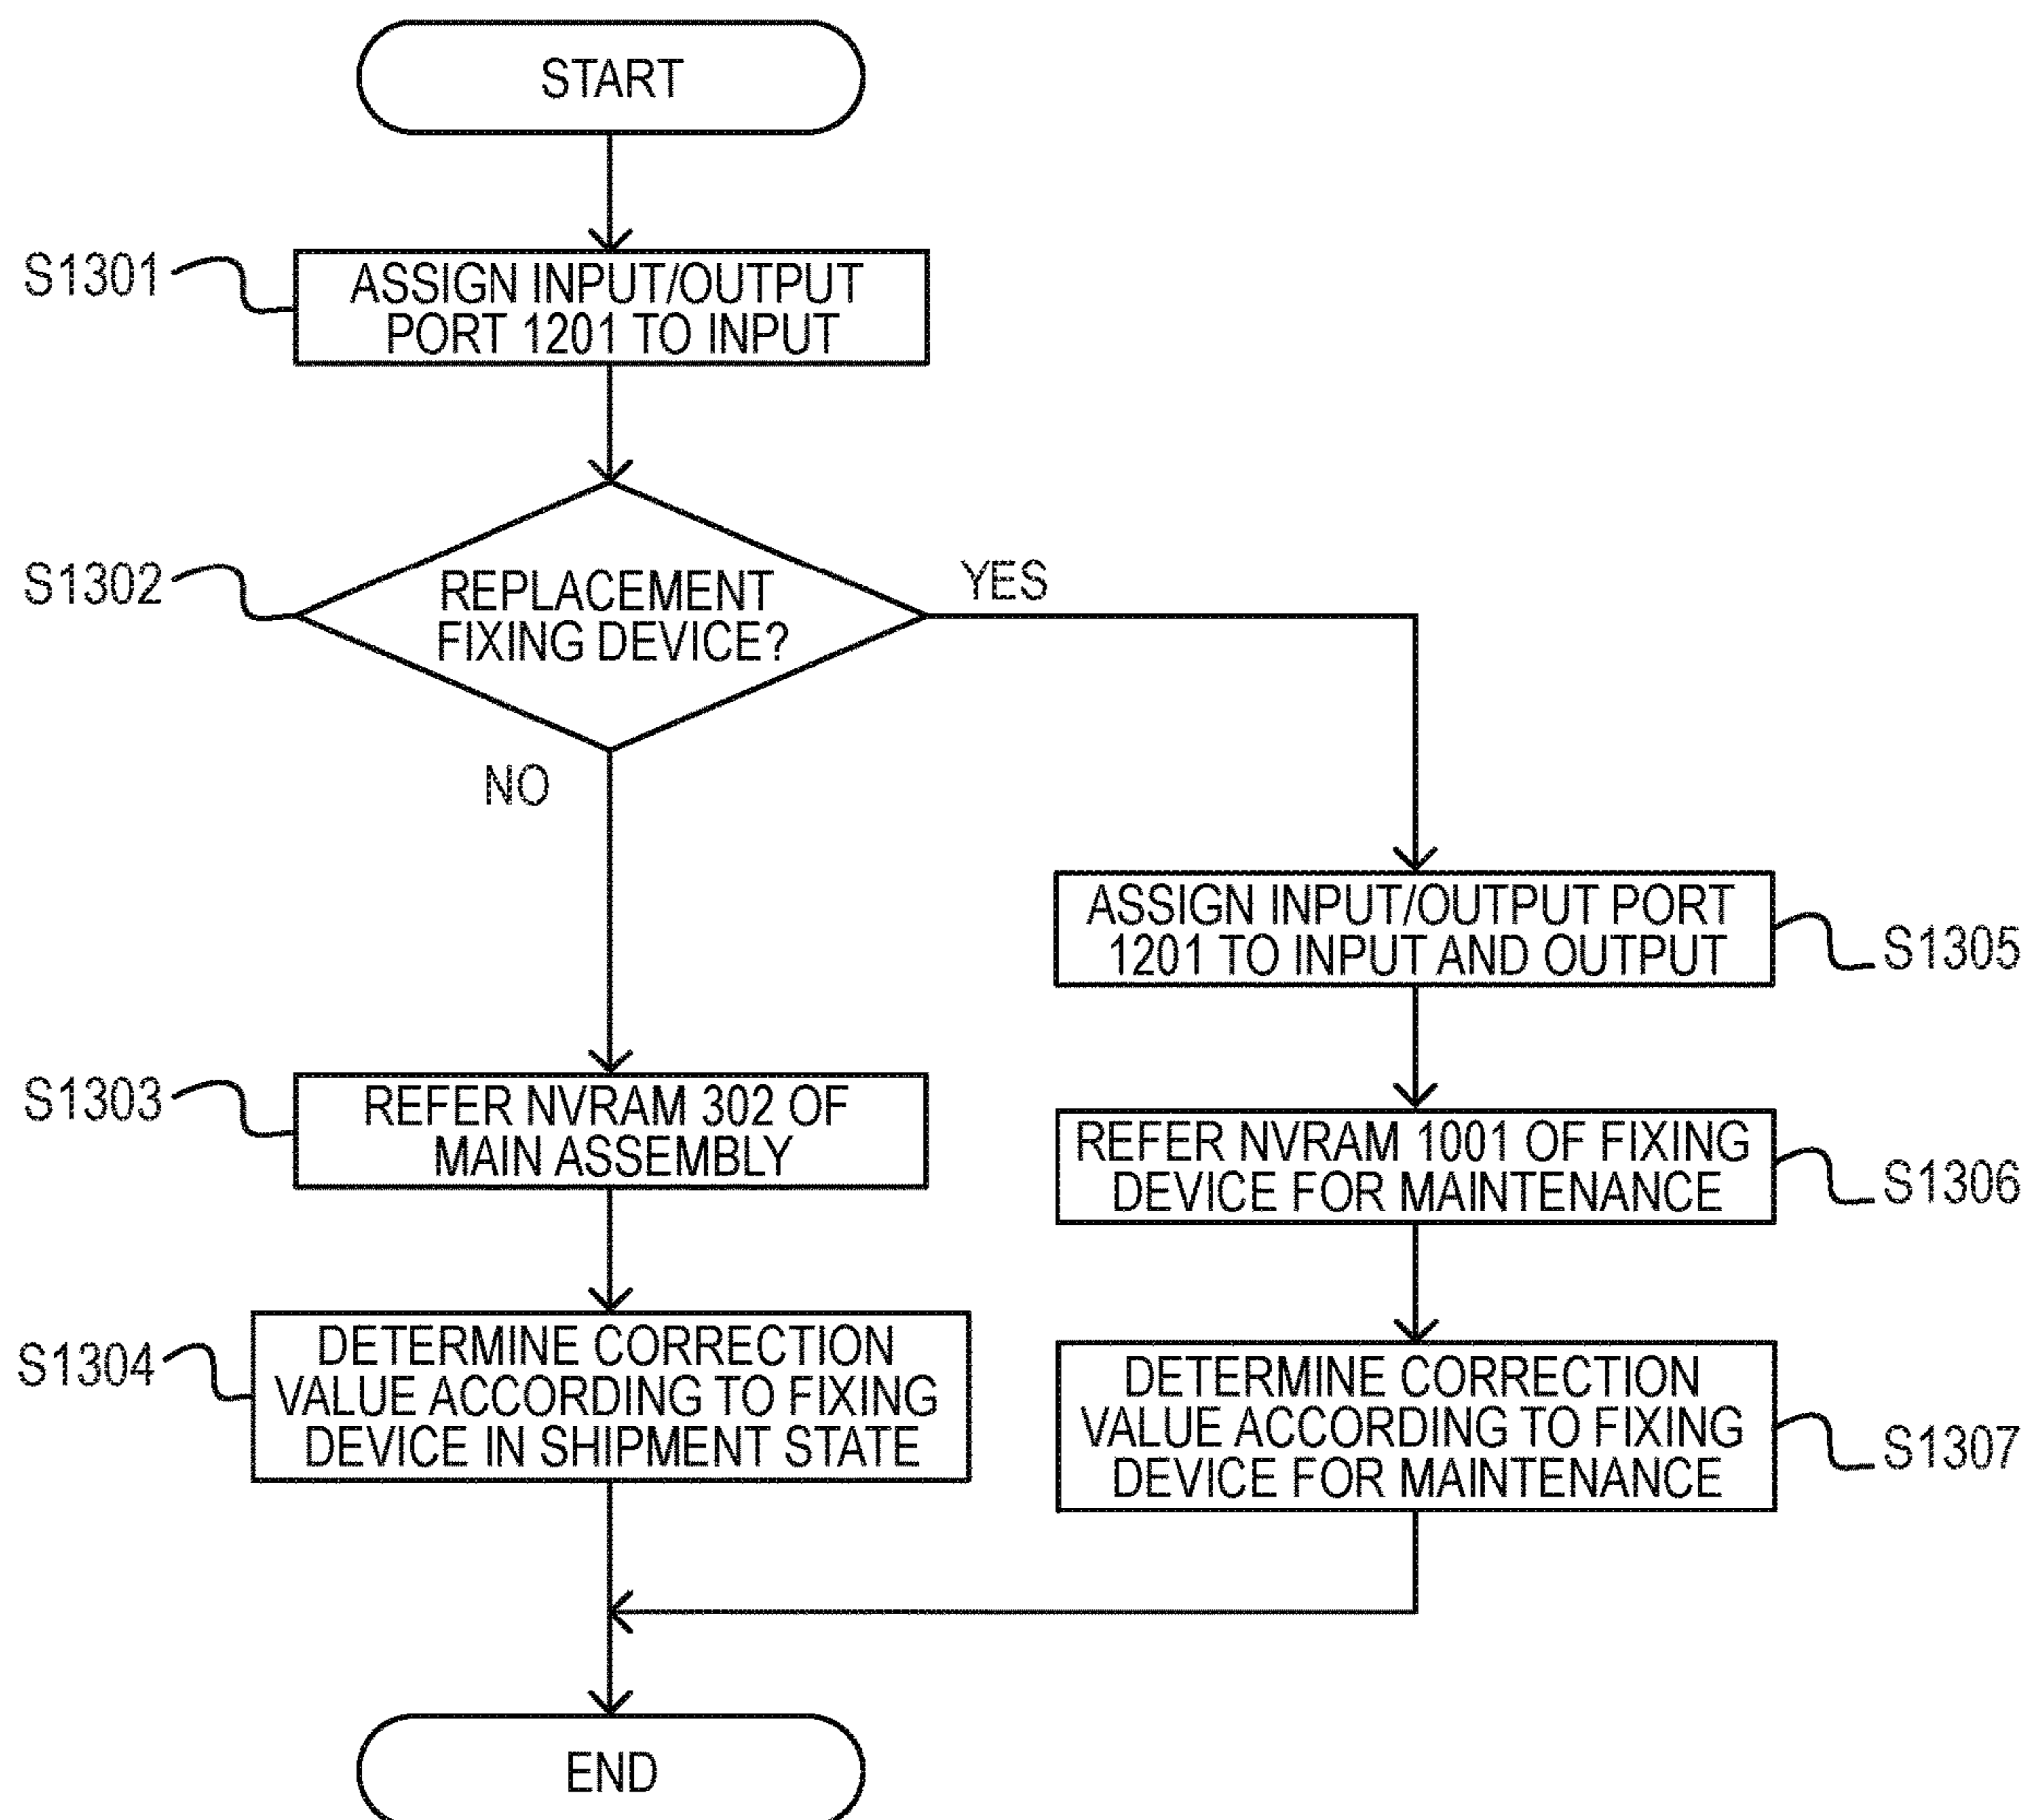 START
S1301
ASSIGN INPUT/OUTPUT
PORT 1201 TO INPUT
S1302
REPLACEMENT
FIXING DEVICE?
YES
NO
S1303
REFER NVRAM 302 OF
MAIN ASSEMBLY
S1304
DETERMINE CORRECTION
VALUE ACCORDING TO FIXING
DEVICE IN SHIPMENT STATE
ASSIGN INPUT/OUTPUT PORT
1201 TO INPUT AND OUTPUT
S1305
REFER NVRAM 1001 OF FIXING
DEVICE FOR MAINTENANCE
S1306
DETERMINE CORRECTION
VALUE ACCORDING TO FIXING
DEVICE FOR MAINTENANCE
S1307
END